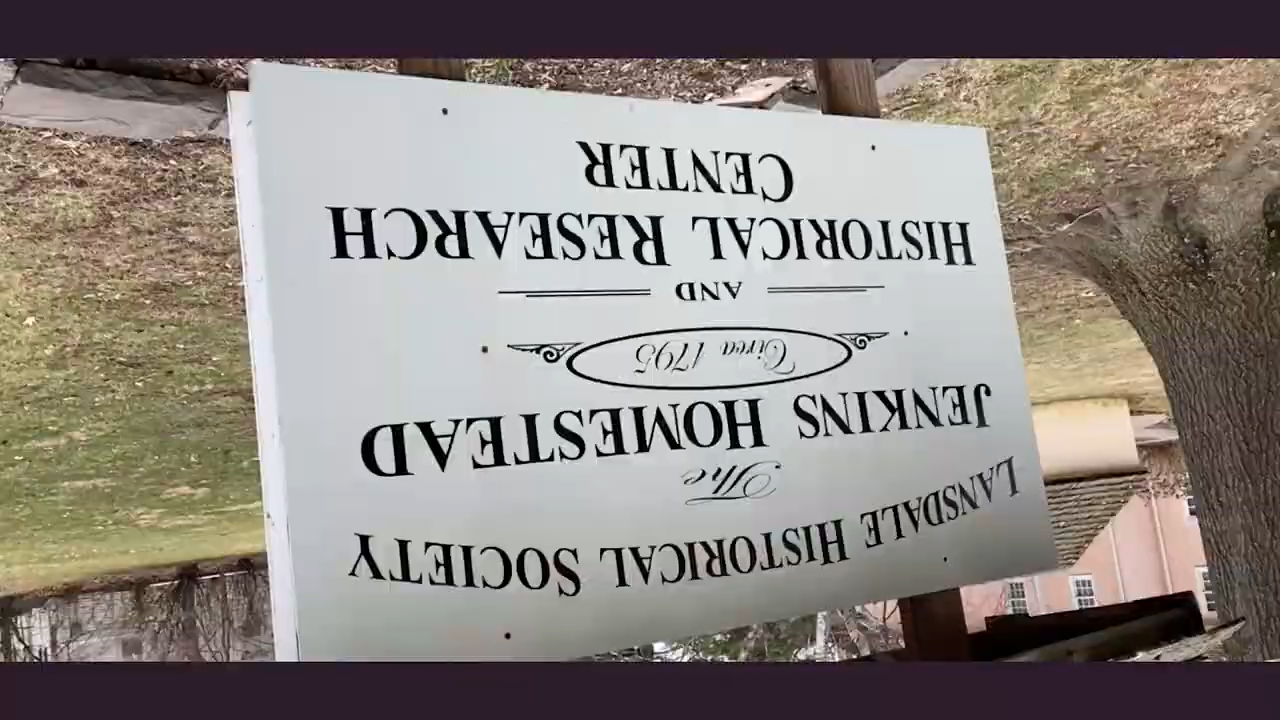 LANSDALE HISTORICAL SOCIETY
The
JENKINS HOMESTEAD
Circa 1795
AND
HISTORICAL RESEARCH
CENTER